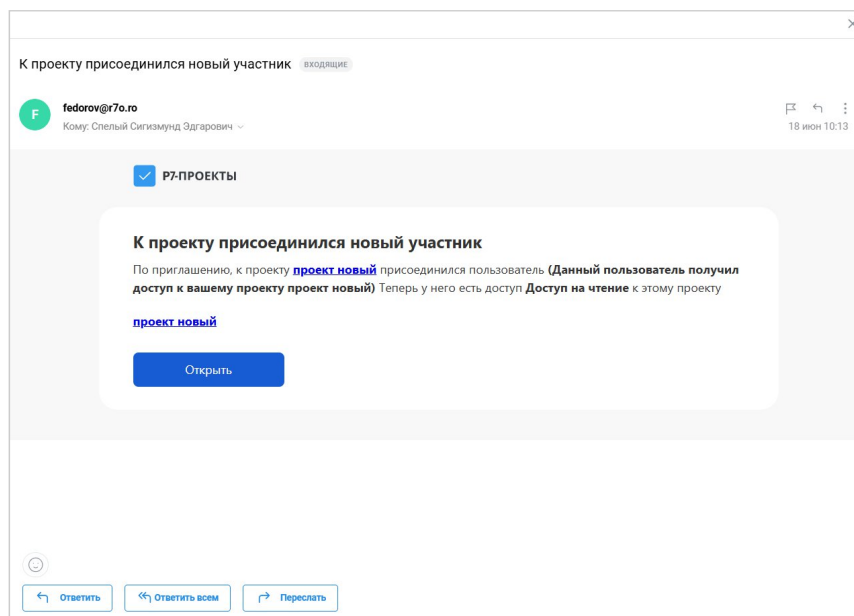 К проекту присоединился новый участник ВХОДЯЩИЕ
F
fedorov@r7o.ro
Кому: Спелый Сигизмунд Эдгарович
18 июн 10:13
Р7-ПРОЕКТЫ
К проекту присоединился новый участник
По приглашению, к проекту проект новый присоединился пользователь (Данный пользователь получил
доступ к вашему проекту проект новый) Теперь у него есть доступ Доступ на чтение к этому проекту
проект новый
Открыть
Ответить Ответить всем Переслать